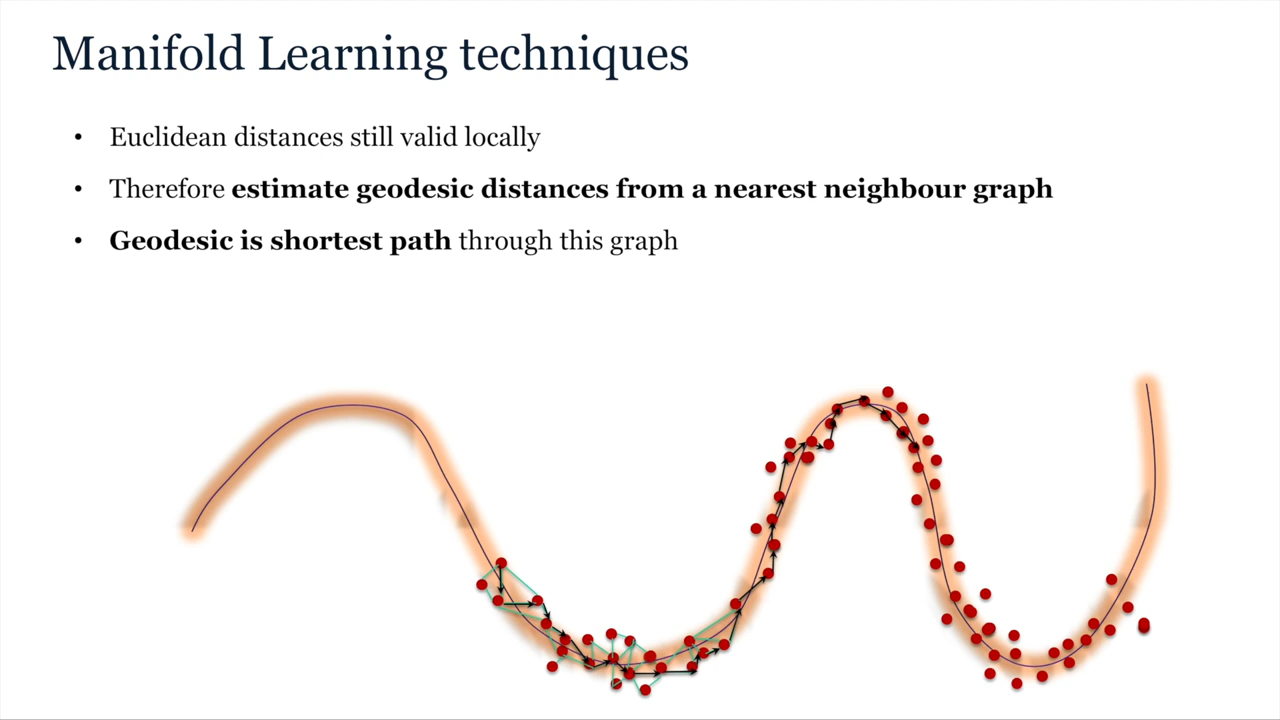 Manifold Learning techniques
• Euclidean distances still valid locally
• Therefore estimate geodesic distances from a nearest neighbour graph
• Geodesic is shortest path through this graph